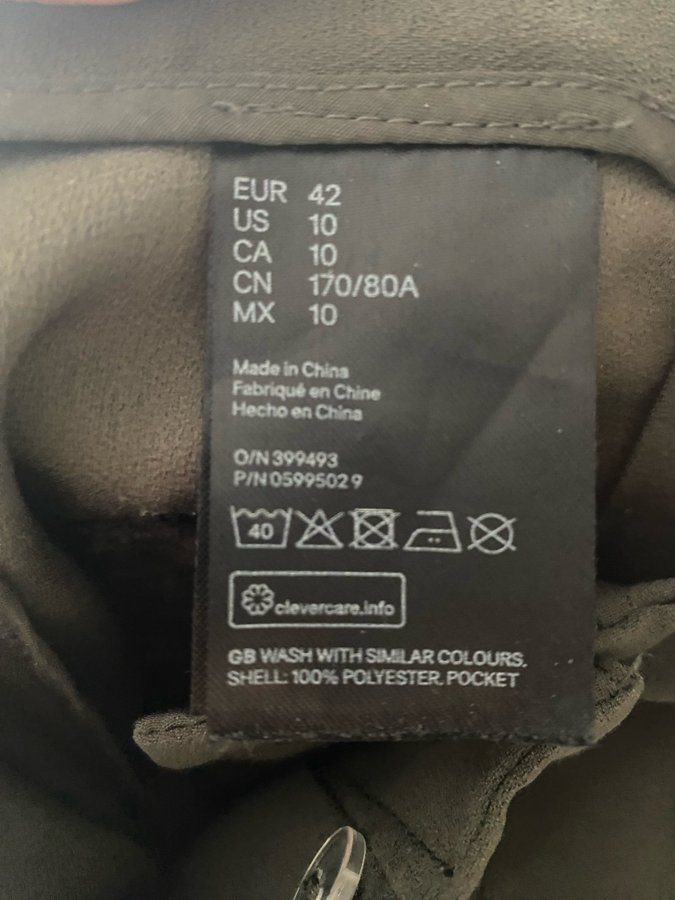 EUR 42
US 10
CA 10
CN 170/80A
MX 10
Made in China
Fabriqué en Chine
Hecho en China
O/N 399493
P/N 05995029
40
clevercare.info
GB WASH WITH SIMILAR COLOURS.
SHELL: 100% POLYESTER. POCKET